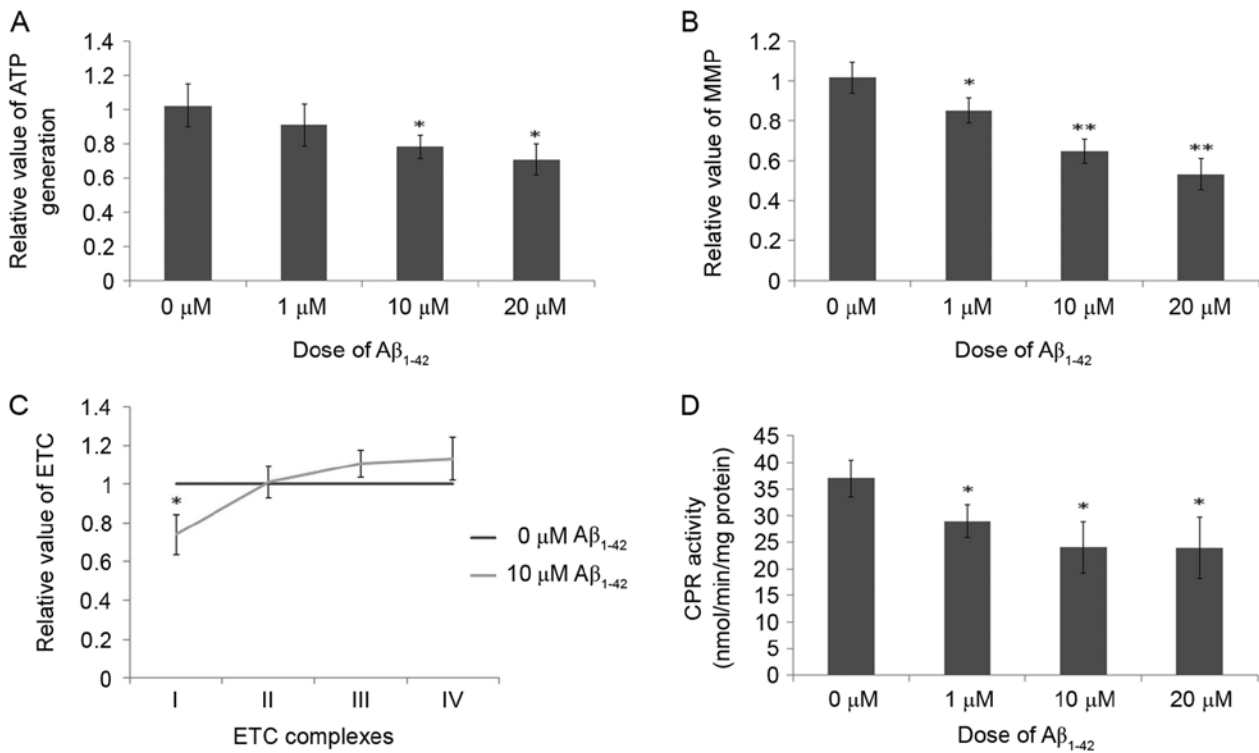 A
Relative value of ATP
generation
1.4
1.2
1
0.8
0.6
0.4
0.2
0
*
*
0 μM 1 μM 10 μM 20 μM
Dose of Aβ1-42
B
Relative value of MMP
1.2
1
0.8
0.6
0.4
0.2
0
*
**
**
0 μM 1 μM 10 μM 20 μM
Dose of Aβ1-42
C
Relative value of ETC
1.4
1.2
1
0.8
0.6
0.4
0.2
0
*
0 μM Aβ1-42
10 μM Aβ1-42
I II III IV
ETC complexes
D
CPR activity
(nmol/min/mg protein)
45
40
35
30
25
20
15
10
5
0
*
*
*
0 μM 1 μM 10 μM 20 μM
Dose of Aβ1-42